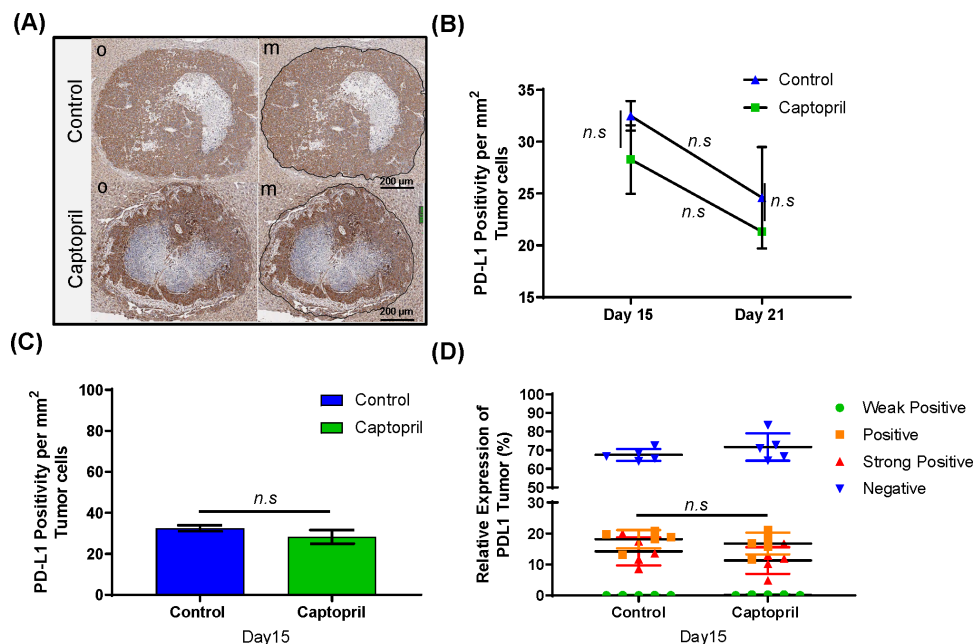 (A)
Control
Captopril
o
m
200 μm
o
m
200 μm
(B)
Control
Captopril
PD-L1 Positivity per mm2
Tumor cells
35
30
25
20
15
n.s
n.s
n.s
n.s
Day 15
Day 21
(C)
PD-L1 Positivity per mm2
Tumor cells
100
80
60
40
20
0
Control
Captopril
n.s
Control
Captopril
Day15
(D)
Relative Expression of
PDL1 Tumor (%)
100
90
80
70
60
50
30
20
10
0
Weak Positive
Positive
Strong Positive
Negative
n.s
Control
Captopril
Day15